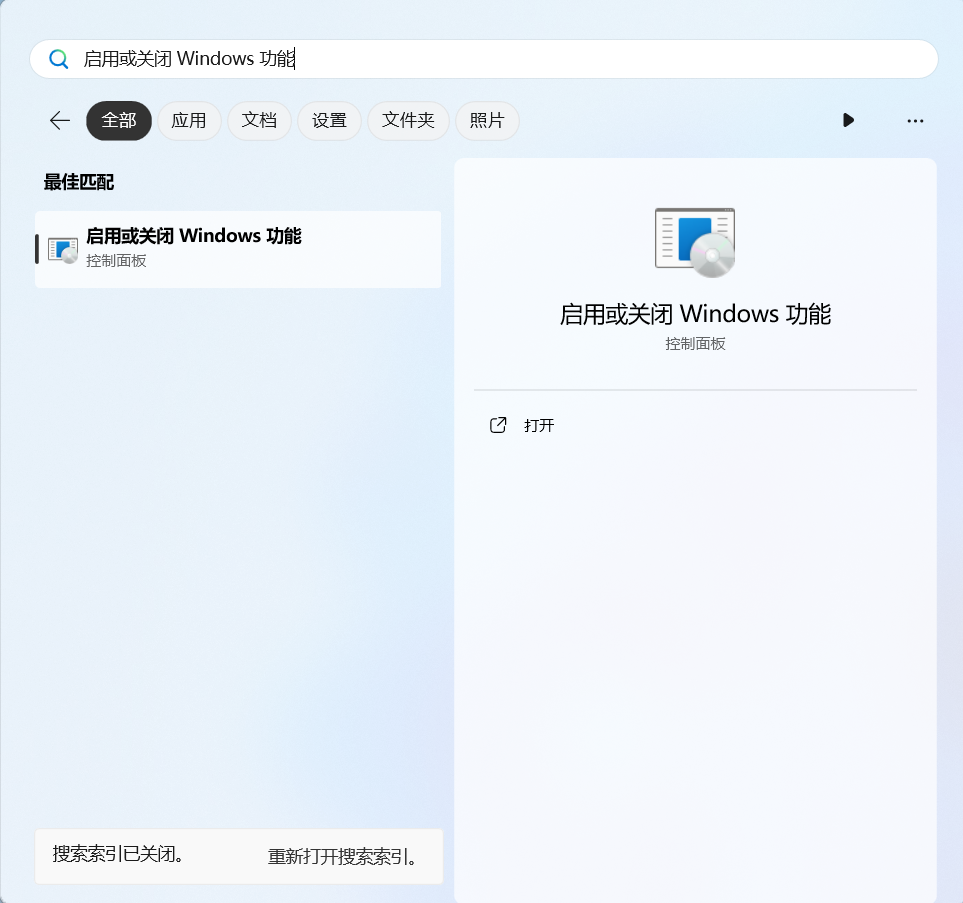 启用或关闭 Windows 功能
全部 应用 文档 设置 文件夹 照片
最佳匹配
启用或关闭 Windows 功能
控制面板
启用或关闭 Windows 功能
控制面板
打开
搜索索引已关闭。 重新打开搜索索引。